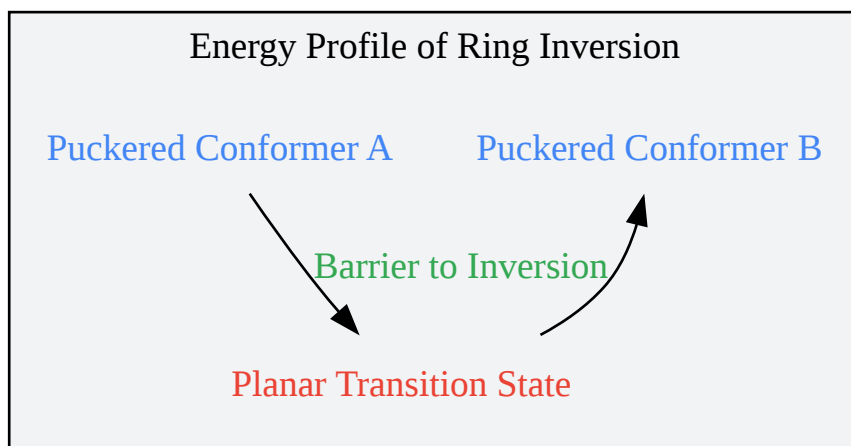 Energy Profile of Ring Inversion
Puckered Conformer A
Puckered Conformer B
Barrier to Inversion
Planar Transition State